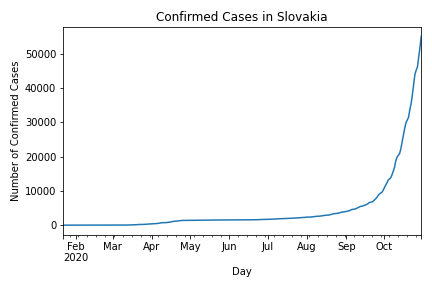 Confirmed Cases in Slovakia
Number of Confirmed Cases
50000
40000
30000
20000
10000
0
Feb Mar Apr May Jun Jul Aug Sep Oct
2020
Day